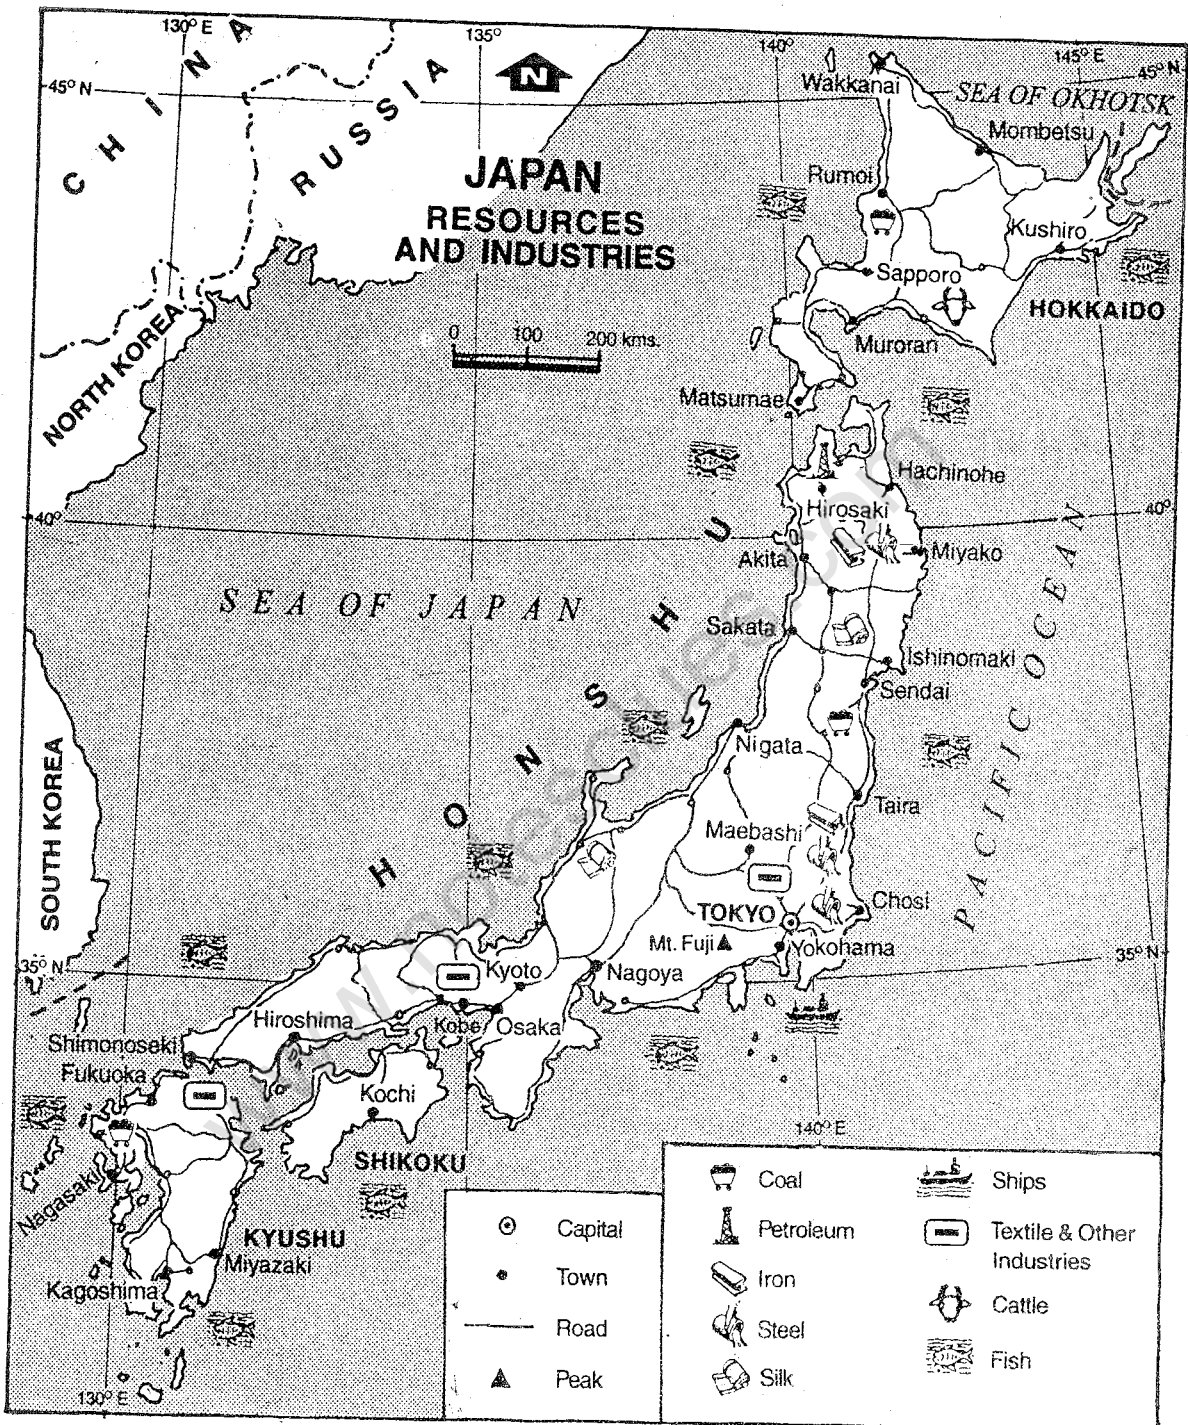 130° E
135°
140°
145° E
45° N
45° N
CHINA
RUSSIA
N
SEA OF OKHOTSK
Wakkanai
Mombetsu
JAPAN
RESOURCES
AND INDUSTRIES
Rumoi
Kushiro
Sapporo
HOKKAIDO
NORTH KOREA
0 100 200 kms.
Muroran
Matsumae
Hachinohe
Hirosaki
40°
40°
Akita
Miyako
SEA OF JAPAN
PACIFIC OCEAN
HONSHU
Sakata
Ishinomaki
Sendai
Nigata
SOUTH KOREA
Taira
Maebashi
TOKYO
Chosi
Mt. Fuji
Yokohama
35° N
35° N
Kyoto
Nagoya
Hiroshima
Kobe
Osaka
Shimonoseki
Fukuoka
Kochi
140° E
SHIKOKU
Nagasaki
KYUSHU
Miyazaki
Kagoshima
130° E
Capital
Town
Road
Peak
Coal
Petroleum
Iron
Steel
Silk
Ships
Textile & Other
Industries
Cattle
Fish